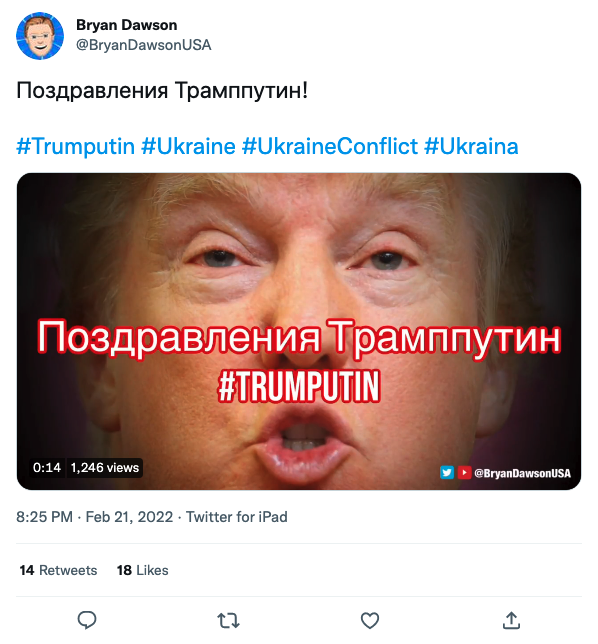 Bryan Dawson
@BryanDawsonUSA
Поздравления Трамппутин!
#Trumputin #Ukraine #UkraineConflict #Ukraina
Поздравления Трамппутин
#TRUMPUTIN
0:14 1,246 views
@BryanDawsonUSA
8:25 PM · Feb 21, 2022 · Twitter for iPad
14 Retweets 18 Likes